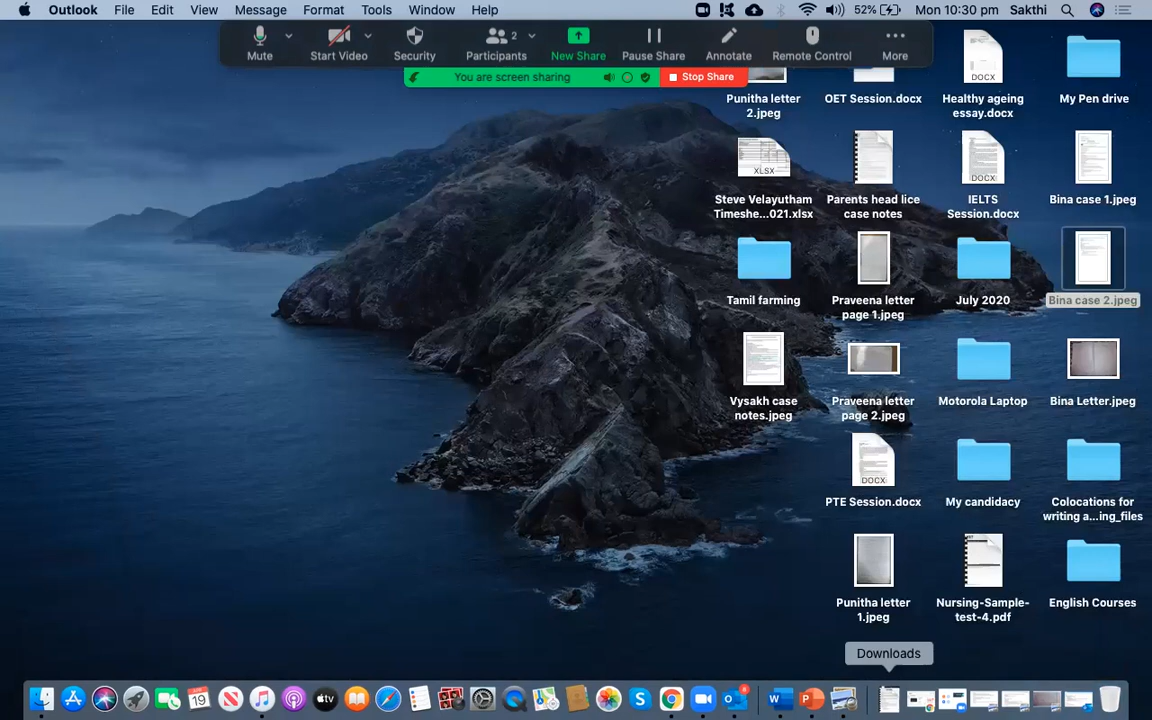 Outlook File Edit View Message Format Tools Window Help 52% Mon 10:30 pm Sakthi
Mute Start Video Security Participants 2 New Share Pause Share Annotate Remote Control More
You are screen sharing Stop Share
Punitha letter 2.jpeg
OET Session.docx
DOCX
Healthy ageing essay.docx
My Pen drive
XLSX
Steve Velayutham Timeshe...021.xlsx
Parents head lice case notes
DOCX
IELTS Session.docx
Bina case 1.jpeg
Tamil farming
Praveena letter page 1.jpeg
July 2020
Bina case 2.jpeg
Vysakh case notes.jpeg
Praveena letter page 2.jpeg
Motorola Laptop
Bina Letter.jpeg
DOCX
PTE Session.docx
My candidacy
Colocations for writing a...ing_files
Punitha letter 1.jpeg
Nursing-Sample-test-4.pdf
English Courses
Downloads
19
tv